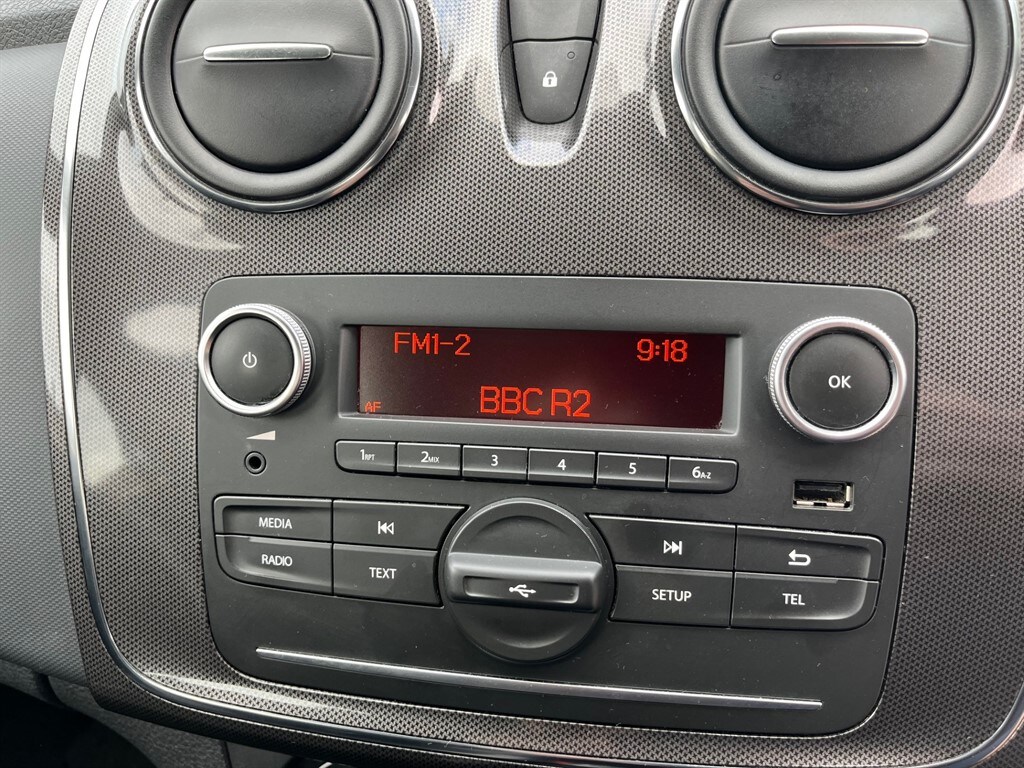 FM1-2 9:18
BBC R2
AF
OK
1RPT 2MIX 3 4 5 6A-Z
MEDIA
RADIO
TEXT
SETUP
TEL